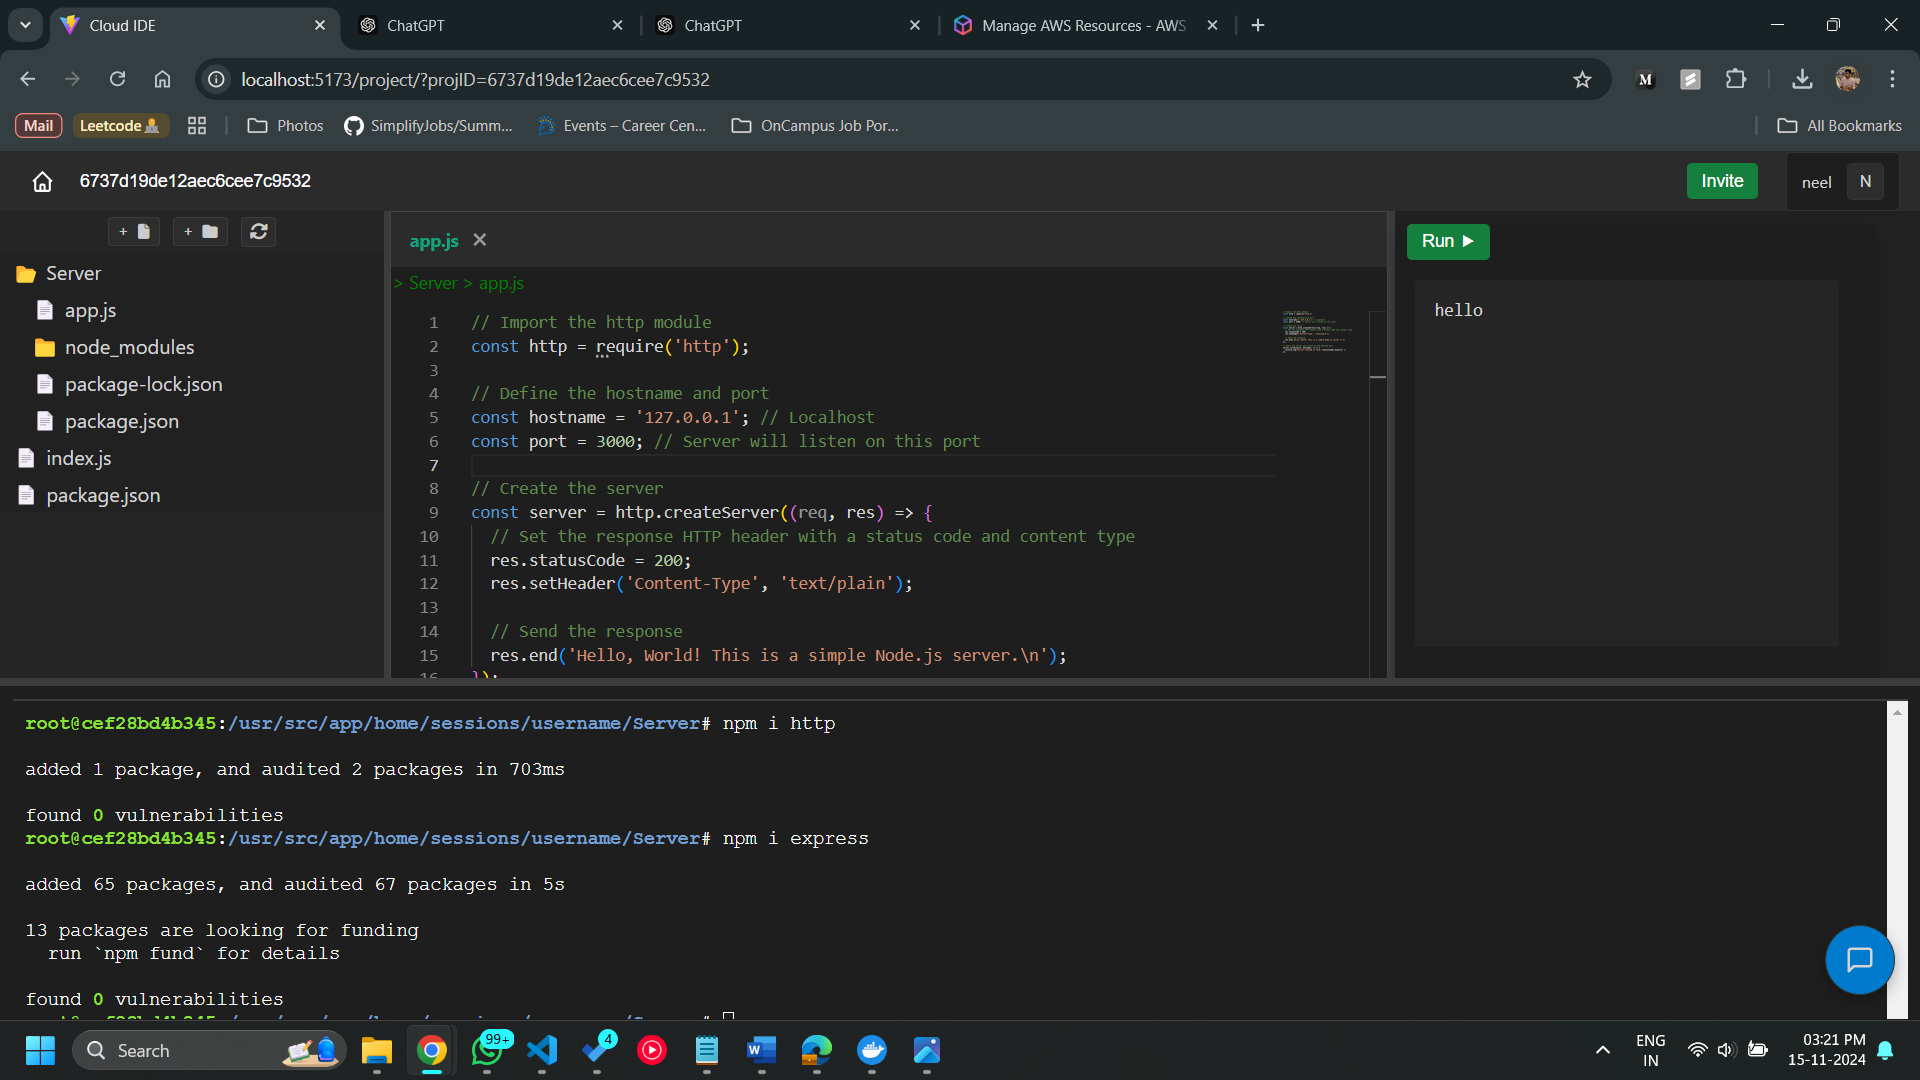 Cloud IDE
ChatGPT
ChatGPT
Manage AWS Resources - AWS
localhost:5173/project/?projID=6737d19de12aec6cee7c9532
M
Mail
Leetcode
Photos
SimplifyJobs/Summ...
Events – Career Cen...
OnCampus Job Por...
All Bookmarks
6737d19de12aec6cee7c9532
Invite
neel
N
+
+
Server
app.js
node_modules
package-lock.json
package.json
index.js
package.json
app.js
> Server > app.js
1 // Import the http module
2 const http = require('http');
3
4 // Define the hostname and port
5 const hostname = '127.0.0.1'; // Localhost
6 const port = 3000; // Server will listen on this port
7
8 // Create the server
9 const server = http.createServer((req, res) => {
10 // Set the response HTTP header with a status code and content type
11 res.statusCode = 200;
12 res.setHeader('Content-Type', 'text/plain');
13
14 // Send the response
15 res.end('Hello, World! This is a simple Node.js server.\n');
16 });
Run
hello
root@cef28bd4b345:/usr/src/app/home/sessions/username/Server# npm i http
added 1 package, and audited 2 packages in 703ms
found 0 vulnerabilities
root@cef28bd4b345:/usr/src/app/home/sessions/username/Server# npm i express
added 65 packages, and audited 67 packages in 5s
13 packages are looking for funding
run `npm fund` for details
found 0 vulnerabilities
Search
99+
4
ENG
IN
03:21 PM
15-11-2024